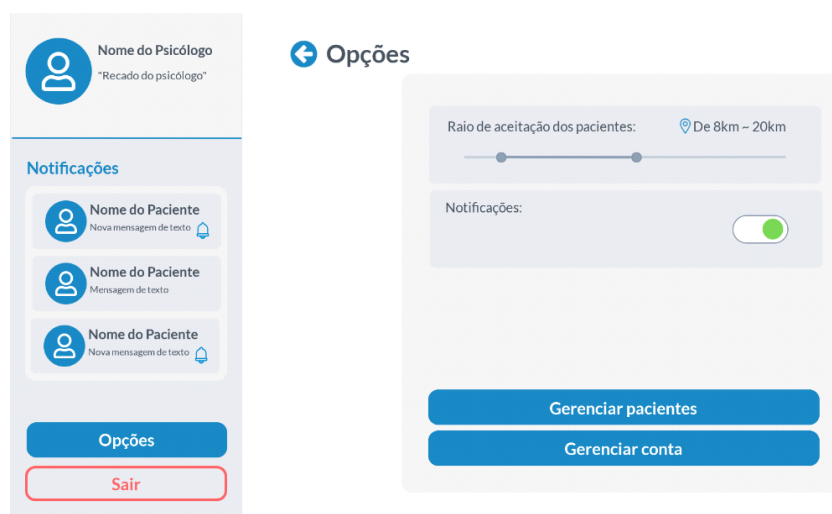 Nome do Psicólogo
"Recado do psicólogo"
Notificações
Nome do Paciente
Nova mensagem de texto
Nome do Paciente
Mensagem de texto
Nome do Paciente
Nova mensagem de texto
Opções
Sair
Opções
Raio de aceitação dos pacientes: De 8km ~ 20km
Notificações:
Gerenciar pacientes
Gerenciar conta